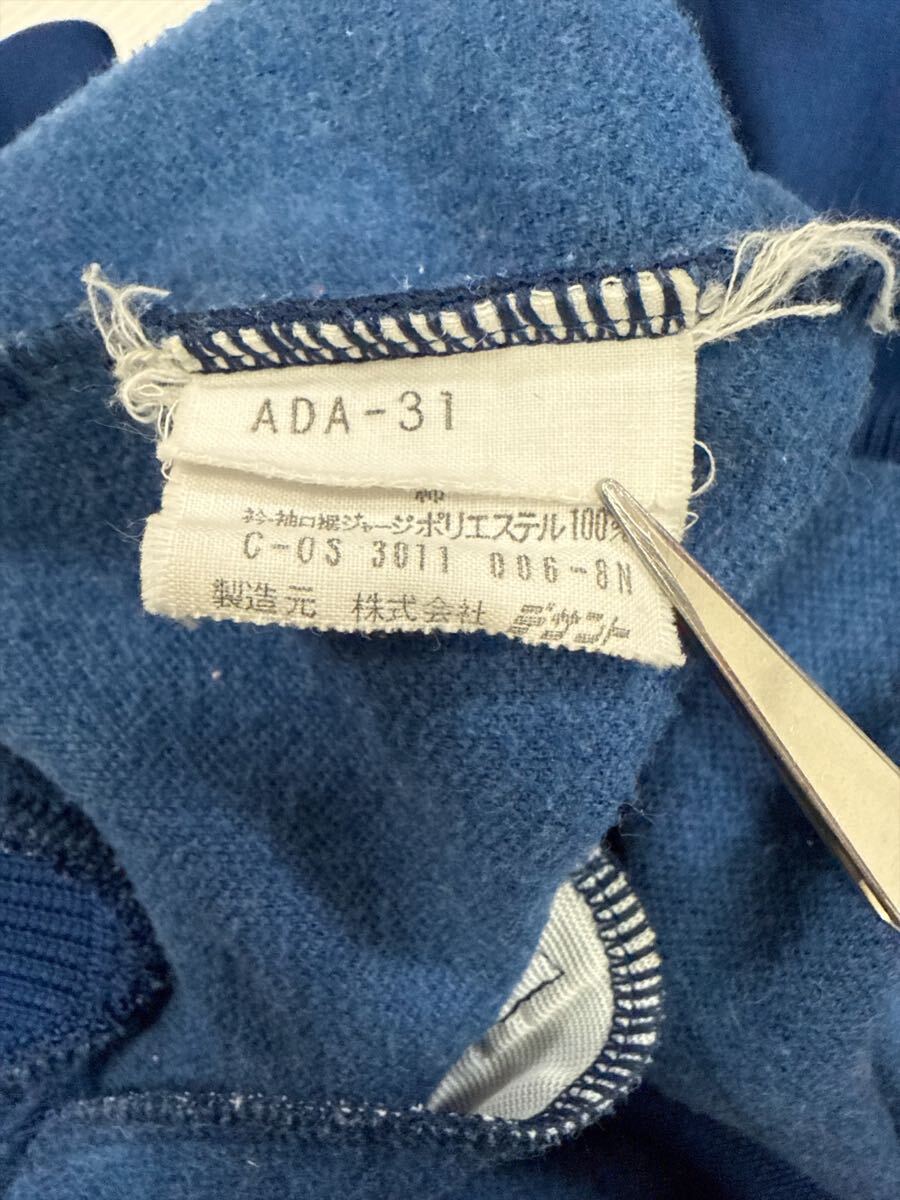 ADA-31
綿
衿・袖口裾ジャージポリエステル100%
C-OS 3011 006-8N
製造元 株式会社 デサント